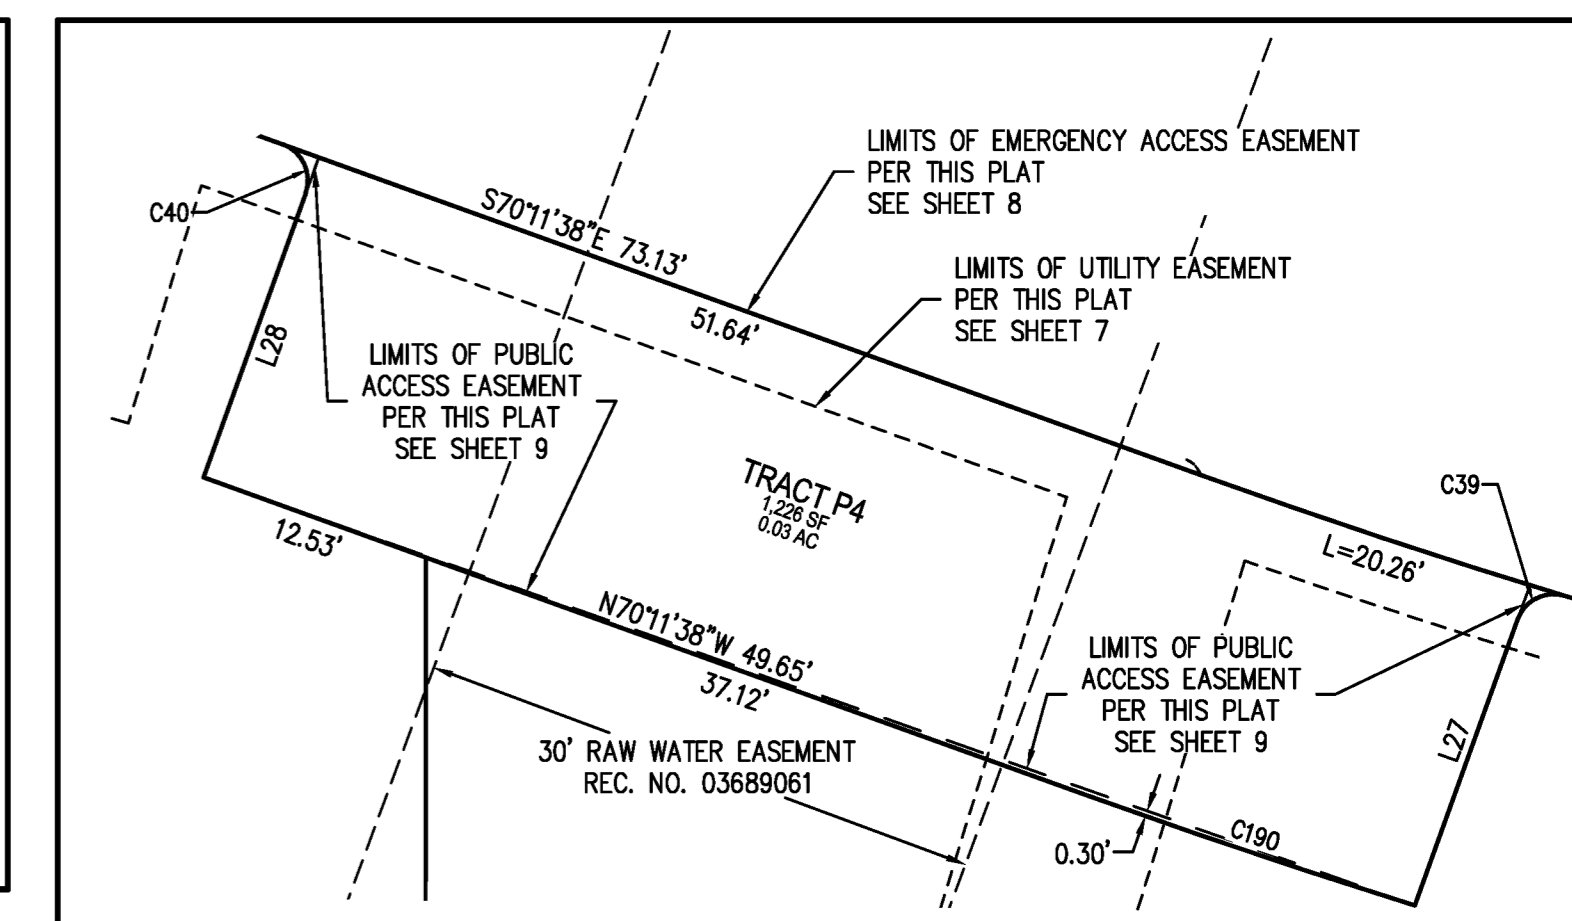 LIMITS OF EMERGENCY ACCESS EASEMENT
PER THIS PLAT
SEE SHEET 8
C40
S70°11'38"E 73.13'
51.64'
LIMITS OF UTILITY EASEMENT
PER THIS PLAT
SEE SHEET 7
L28
LIMITS OF PUBLIC
ACCESS EASEMENT
PER THIS PLAT
SEE SHEET 9
TRACT P4
1,226 SF
0.03 AC
C39
12.53'
L=20.26'
N70°11'38"W 49.65'
37.12'
LIMITS OF PUBLIC
ACCESS EASEMENT
PER THIS PLAT
SEE SHEET 9
L27
30' RAW WATER EASEMENT
REC. NO. 03689061
0.30'
C190